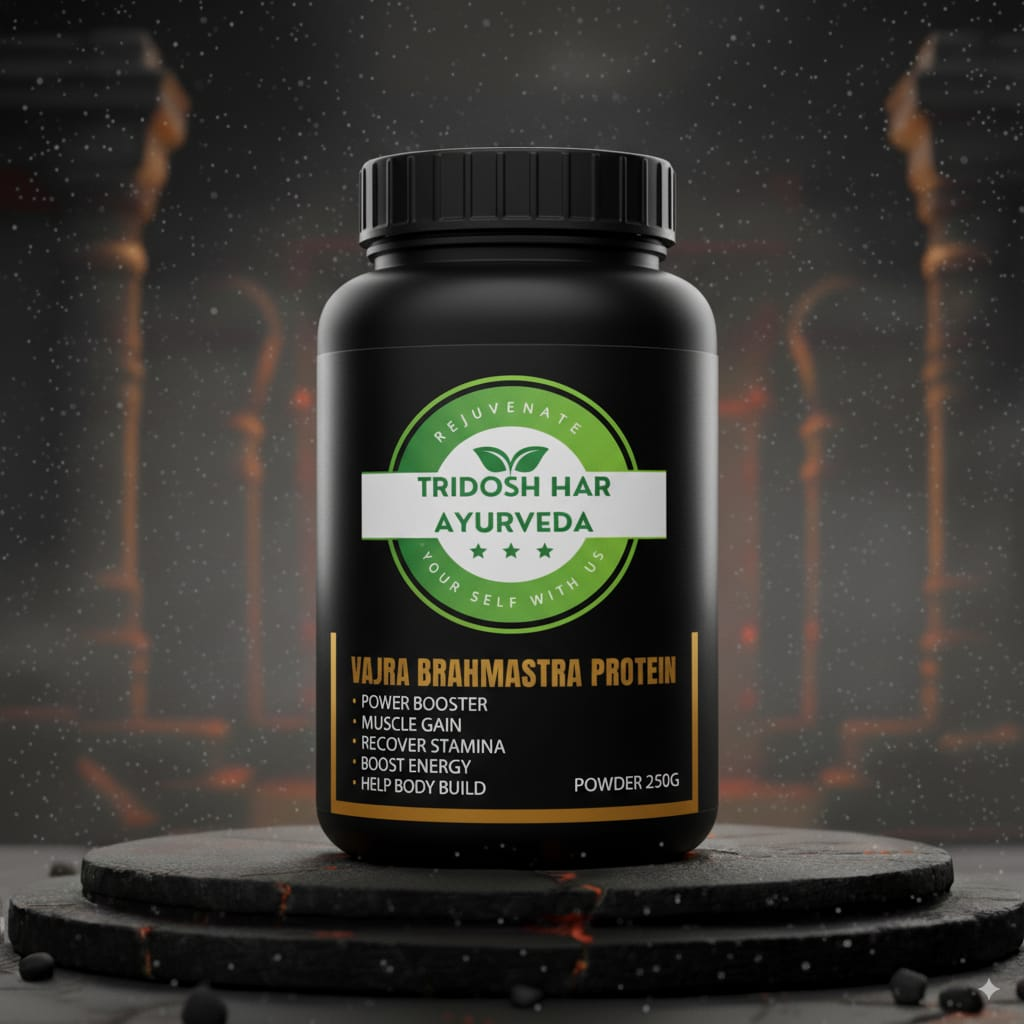 REJUVENATE
TRIDOSH HAR
AYURVEDA
YOUR SELF WITH US
VAJRA BRAHMASTRA PROTEIN
• POWER BOOSTER
• MUSCLE GAIN
• RECOVER STAMINA
• BOOST ENERGY
• HELP BODY BUILD
POWDER 250G